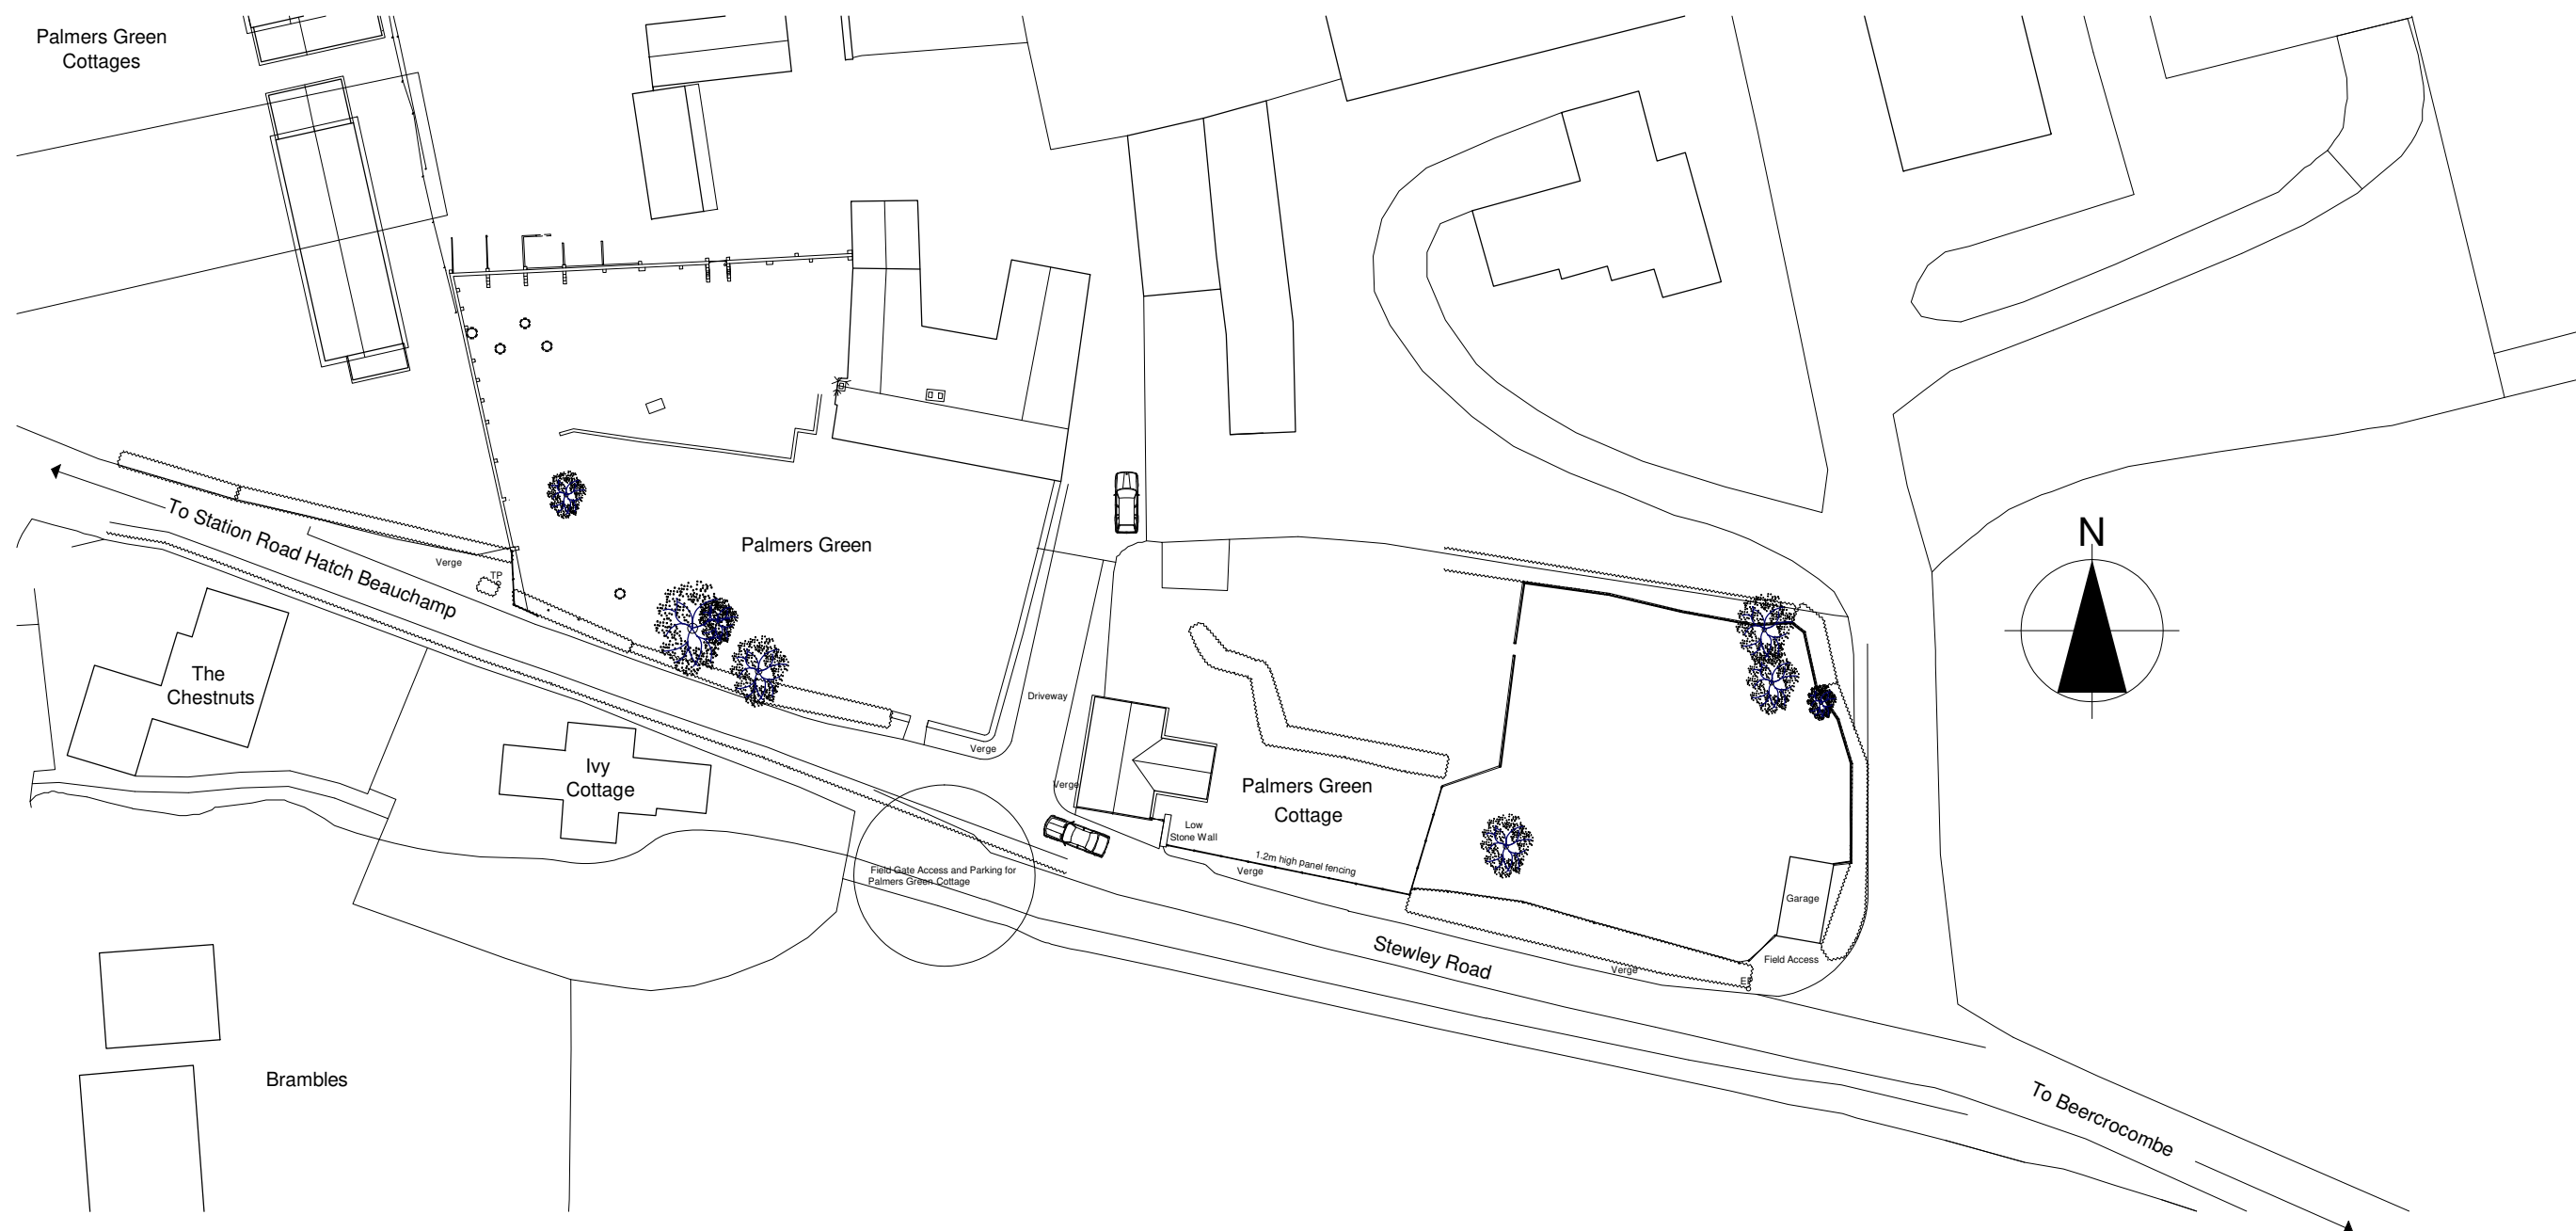 Palmers Green
Cottages
N
To Station Road Hatch Beauchamp
Palmers Green
Verge
TP
The
Chestnuts
Driveway
Verge
Ivy
Cottage
Verge
Palmers Green
Cottage
Low
Stone Wall
1.2m high panel fencing
Verge
Field Gate Access and Parking for
Palmers Green Cottage
Garage
Stewley Road
Field Access
Verge
EP
Brambles
To Beercrocombe